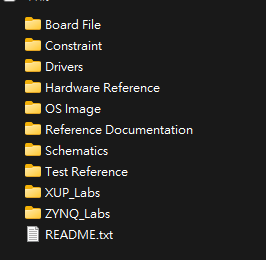 Board File
Constraint
Drivers
Hardware Reference
OS Image
Reference Documentation
Schematics
Test Reference
XUP_Labs
ZYNQ_Labs
README.txt